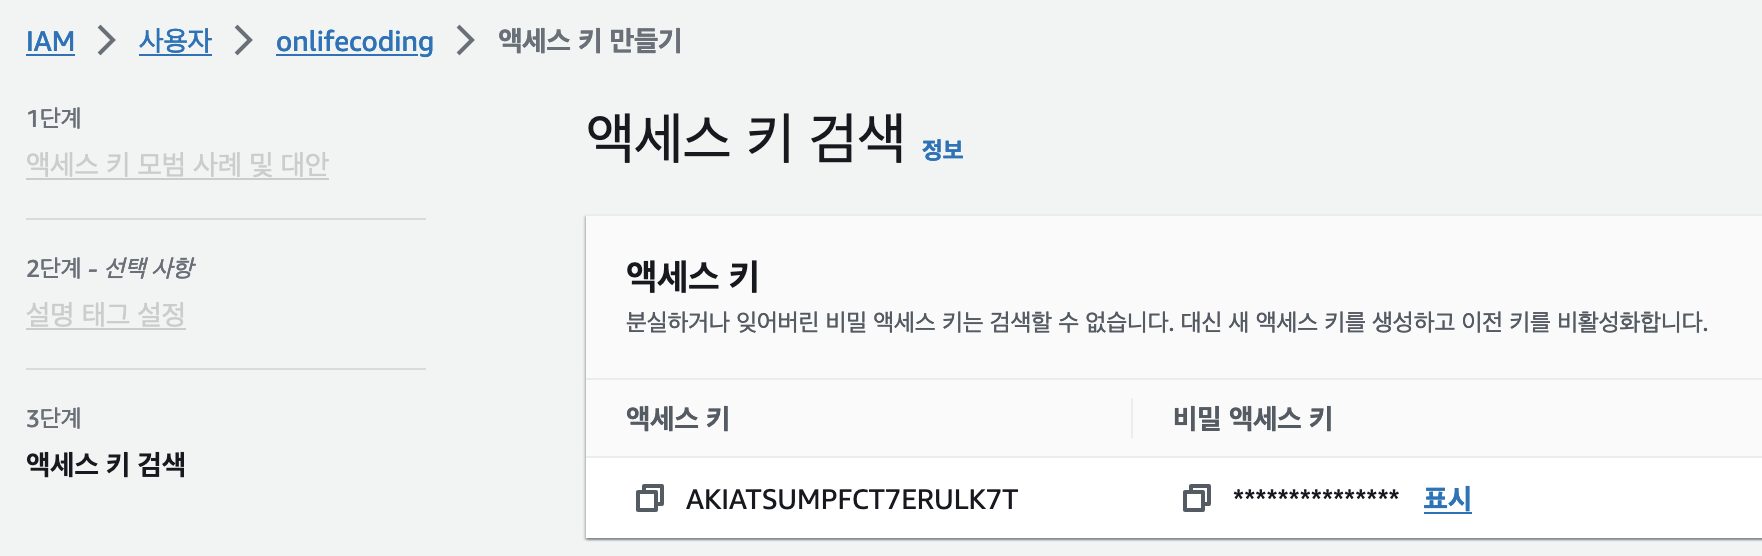 IAM > 사용자 > onlifecoding > 액세스 키 만들기
1단계
액세스 키 모범 사례 및 대안
2단계 - 선택 사항
설명 태그 설정
3단계
액세스 키 검색
액세스 키 검색 정보
액세스 키
분실하거나 잊어버린 비밀 액세스 키는 검색할 수 없습니다. 대신 새 액세스 키를 생성하고 이전 키를 비활성화합니다.
액세스 키 비밀 액세스 키
AKIATSUMPFCT7ERULK7T *************** 표시